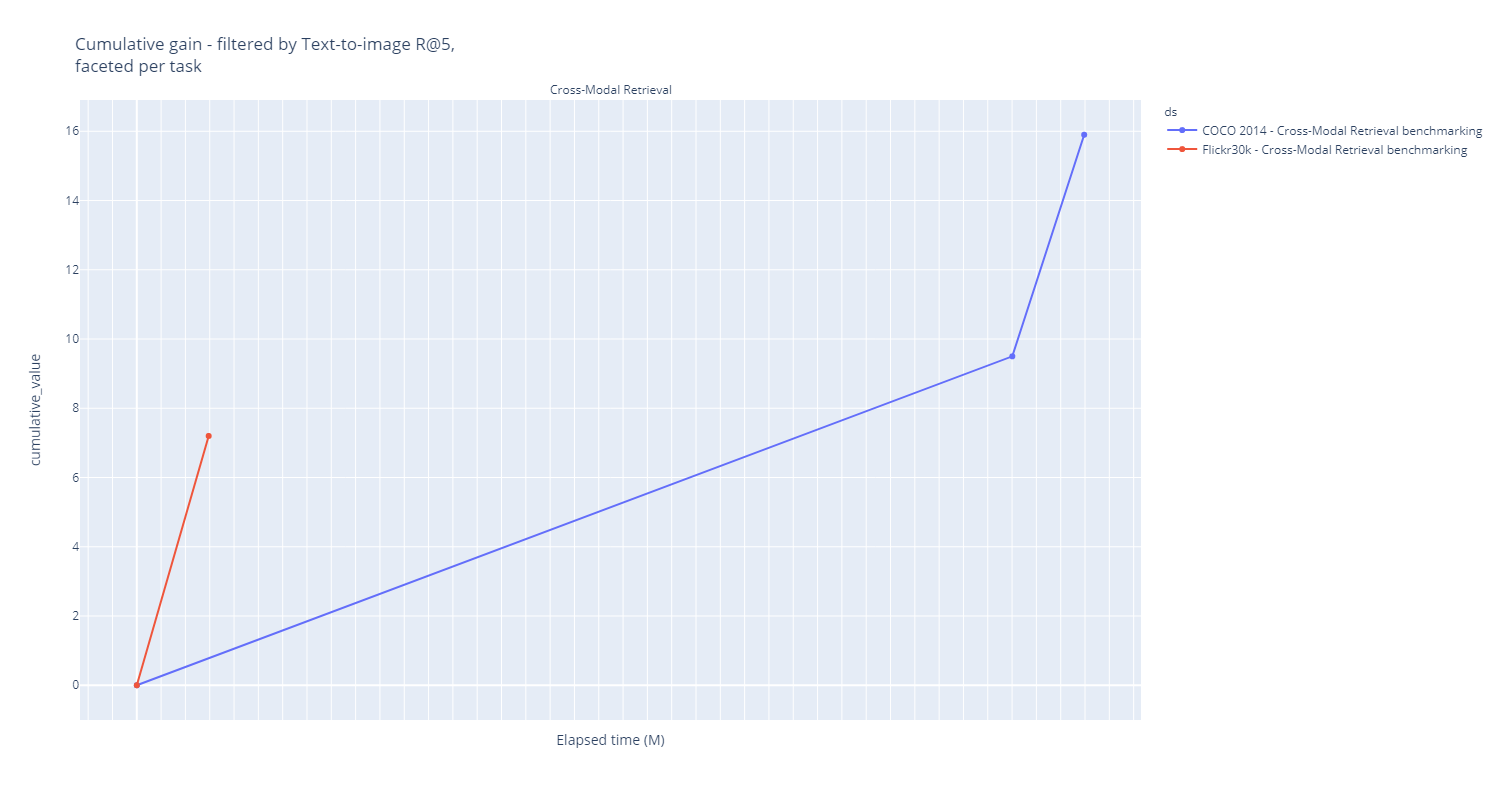 Cumulative gain - filtered by Text-to-image R@5,
faceted per task
Cross-Modal Retrieval
ds
COCO 2014 - Cross-Modal Retrieval benchmarking
Flickr30k - Cross-Modal Retrieval benchmarking
16
14
12
10
8
6
4
2
0
cumulative_value
Elapsed time (M)